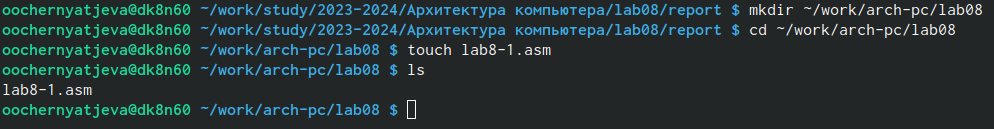 oochernyatjeva@dk8n60 ~/work/study/2023-2024/Архитектура компьютера/lab08/report $ mkdir ~/work/arch-pc/lab08
oochernyatjeva@dk8n60 ~/work/study/2023-2024/Архитектура компьютера/lab08/report $ cd ~/work/arch-pc/lab08
oochernyatjeva@dk8n60 ~/work/arch-pc/lab08 $ touch lab8-1.asm
oochernyatjeva@dk8n60 ~/work/arch-pc/lab08 $ ls
lab8-1.asm
oochernyatjeva@dk8n60 ~/work/arch-pc/lab08 $